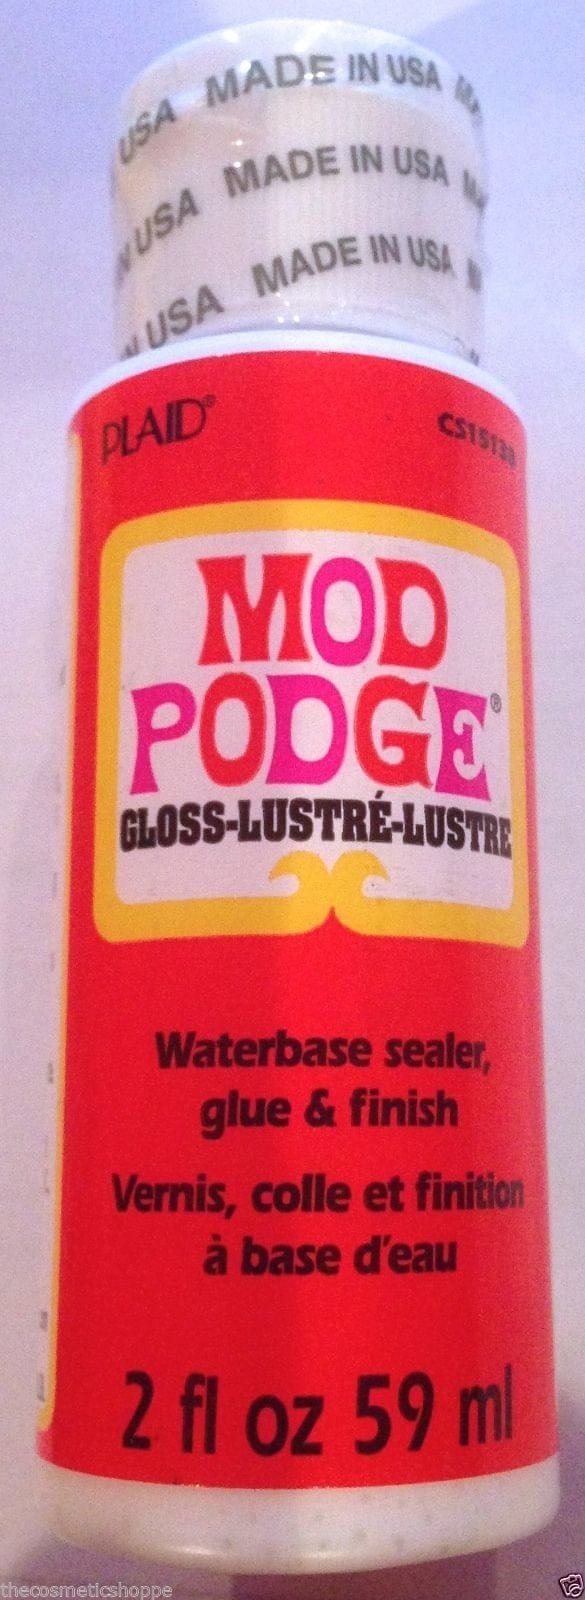 MADE IN USA
USA MADE IN USA
USA MADE IN USA
PLAID®
MOD
PODGE®
GLOSS-LUSTRÉ-LUSTRE
Waterbase sealer,
glue & finish
Vernis, colle et finition
à base d'eau
2 fl oz 59 ml
thecosmeticshoppe